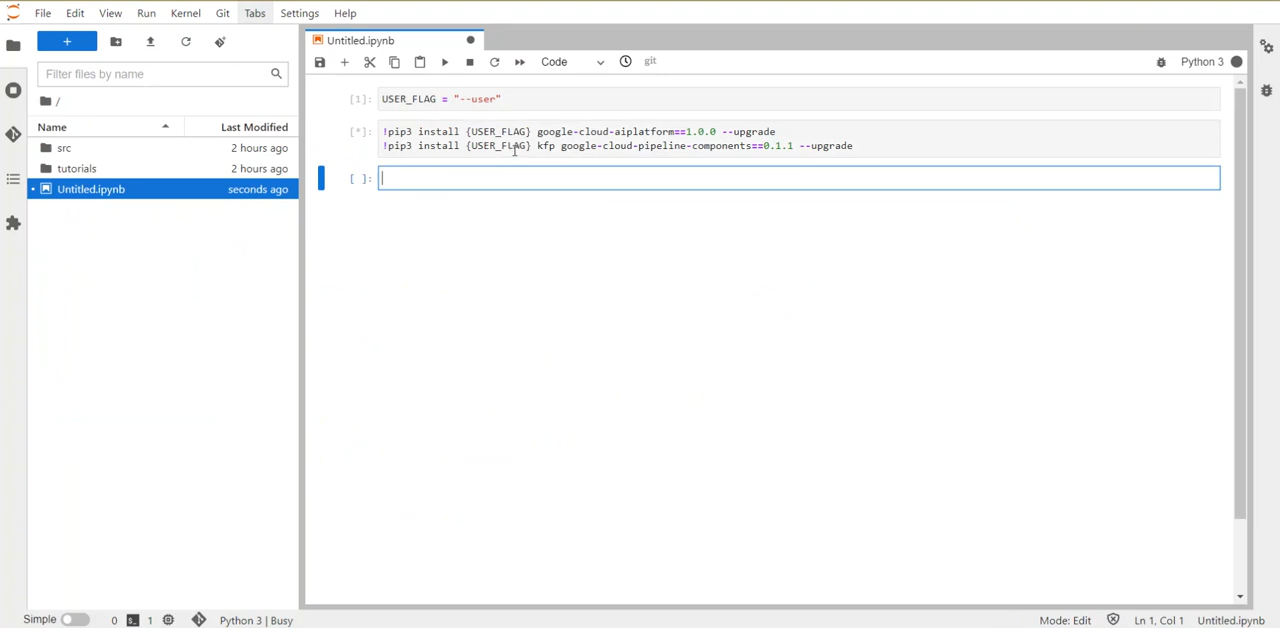 File Edit View Run Kernel Git Tabs Settings Help
Filter files by name
/
Name Last Modified
src 2 hours ago
tutorials 2 hours ago
Untitled.ipynb seconds ago
Untitled.ipynb
Code git Python 3
[1]: USER_FLAG = "--user"
[*]: !pip3 install {USER_FLAG} google-cloud-aiplatform==1.0.0 --upgrade
!pip3 install {USER_FLAG} kfp google-cloud-pipeline-components==0.1.1 --upgrade
[ ]:
Simple 0 1 Python 3 | Busy Mode: Edit Ln 1, Col 1 Untitled.ipynb